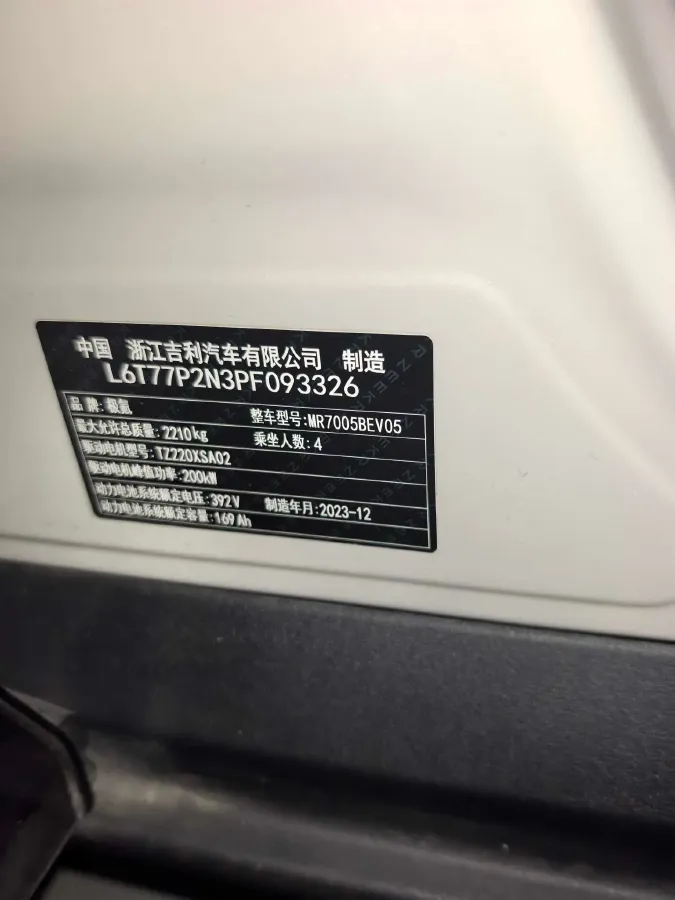 中国 浙江吉利汽车有限公司 制造
L6T77P2N3PF093326
品 牌:极氪 整车型号:MR7005BEV05
最大允许总质量:2210kg 乘坐人数:4
驱动电机型号:TZ220XSA02
驱动电机峰值功率:200kW
动力电池系统额定电压:392V 制造年月:2023-12
动力电池系统额定容量:169Ah
ZEEKR ZEEKR ZEEKR